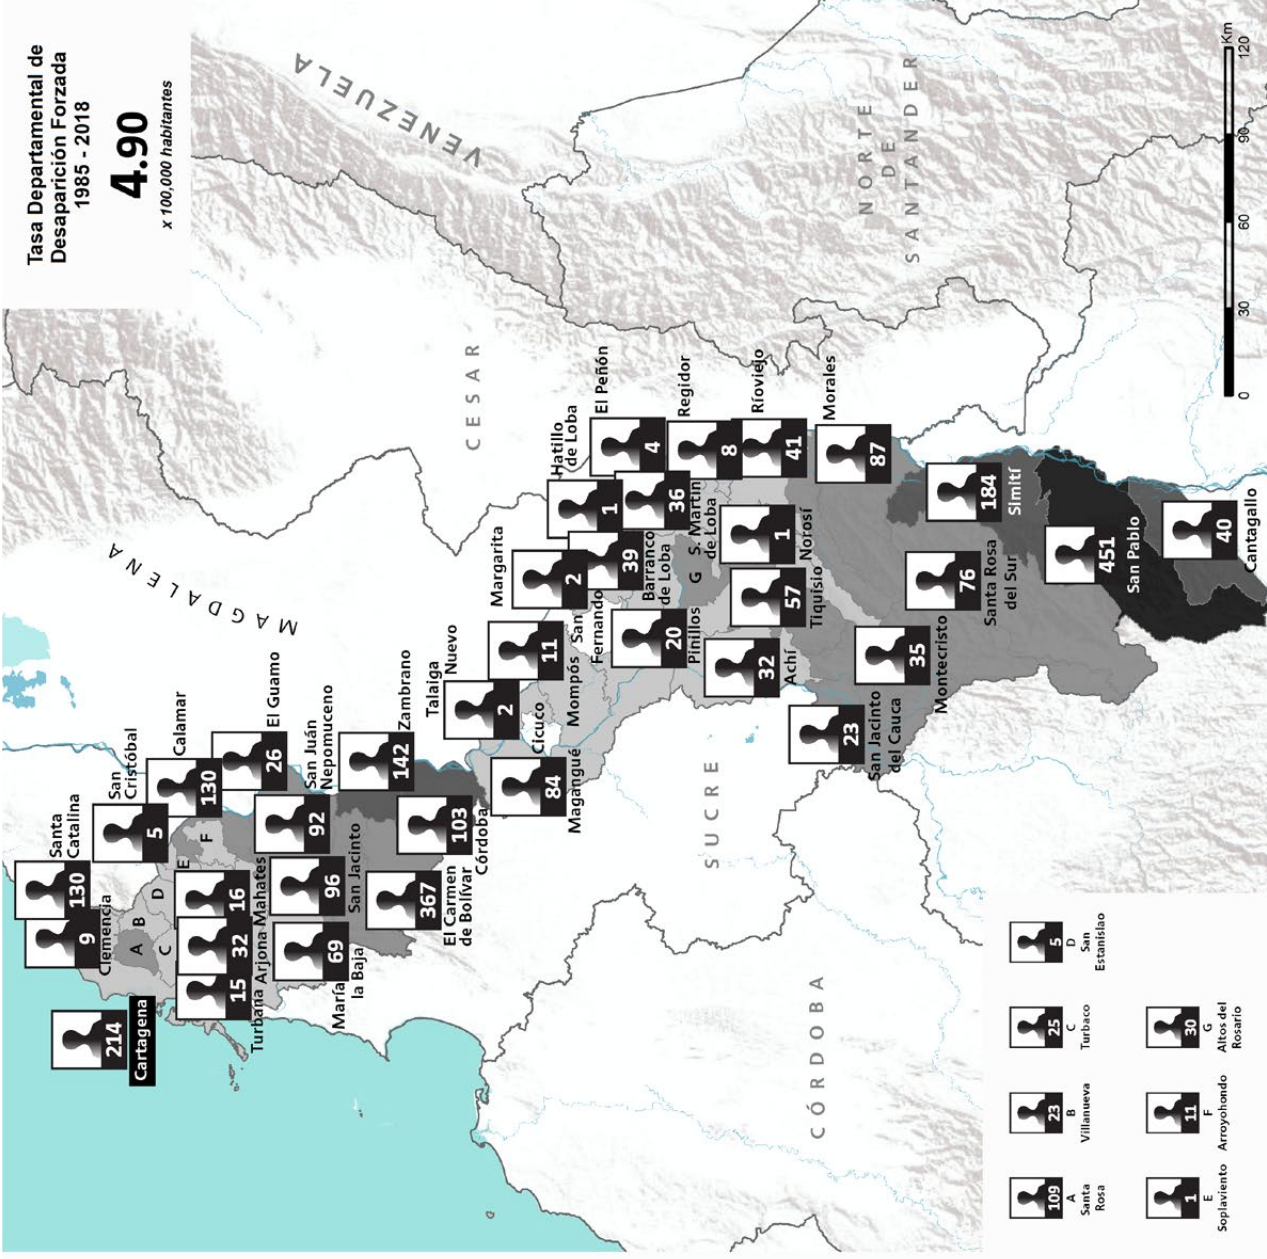 Tasa Departamental de
Desaparición Forzada
1985 - 2018
4.90
x 100,000 habitantes
VENEZUELA
NORTE
DE
SANTANDER
CESAR
MAGDALENA
SUCRE
CÓRDOBA
214
Cartagena
9
Clemencia
130
Santa
Catalina
5
San
Cristóbal
130
Calamar
26
El Guamo
A
B
C
D
E
F
15
Turbana
32
Arjona
16
Mahates
69
María
la Baja
96
San Jacinto
92
San Juán
Nepomuceno
142
Zambrano
367
El Carmen
de Bolívar
103
Córdoba
84
Magangué
2
Talaiga
Nuevo
Cicuco
11
Mompós
2
Margarita
San
Fernando
1
Hatillo
de Loba
39
Barranco
de Loba
36
S. Martín
de Loba
4
El Peñón
8
Regidor
41
Ríoviejo
87
Morales
20
Pinillos
G
32
Achí
57
Tiquísio
1
Norosí
23
San Jacinto
del Cauca
35
Montecristo
76
Santa Rosa
del Sur
184
Simití
451
San Pablo
40
Cantagallo
0 30 60 90 120
Km
109
A
Santa
Rosa
23
B
Villanueva
25
C
Turbaco
5
D
San
Estanislao
1
E
Soplaviento
11
F
Arroyohondo
30
G
Altos del
Rosario